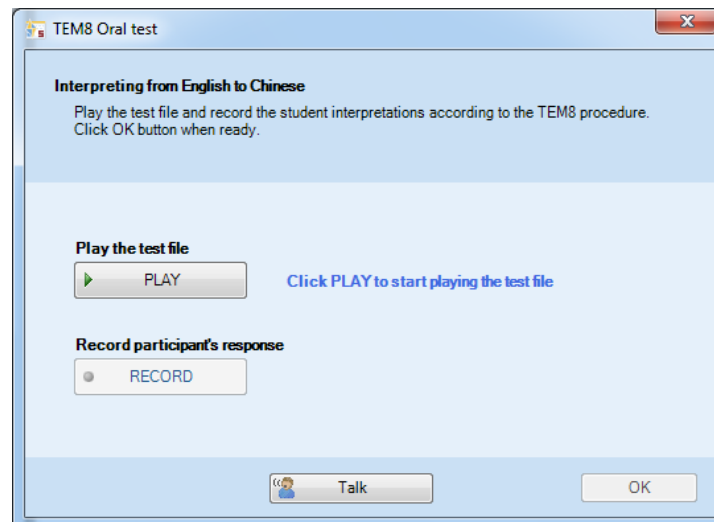 TEM8 Oral test
Interpreting from English to Chinese
Play the test file and record the student interpretations according to the TEM8 procedure.
Click OK button when ready.
Play the test file
PLAY
Click PLAY to start playing the test file
Record participant's response
RECORD
Talk
OK